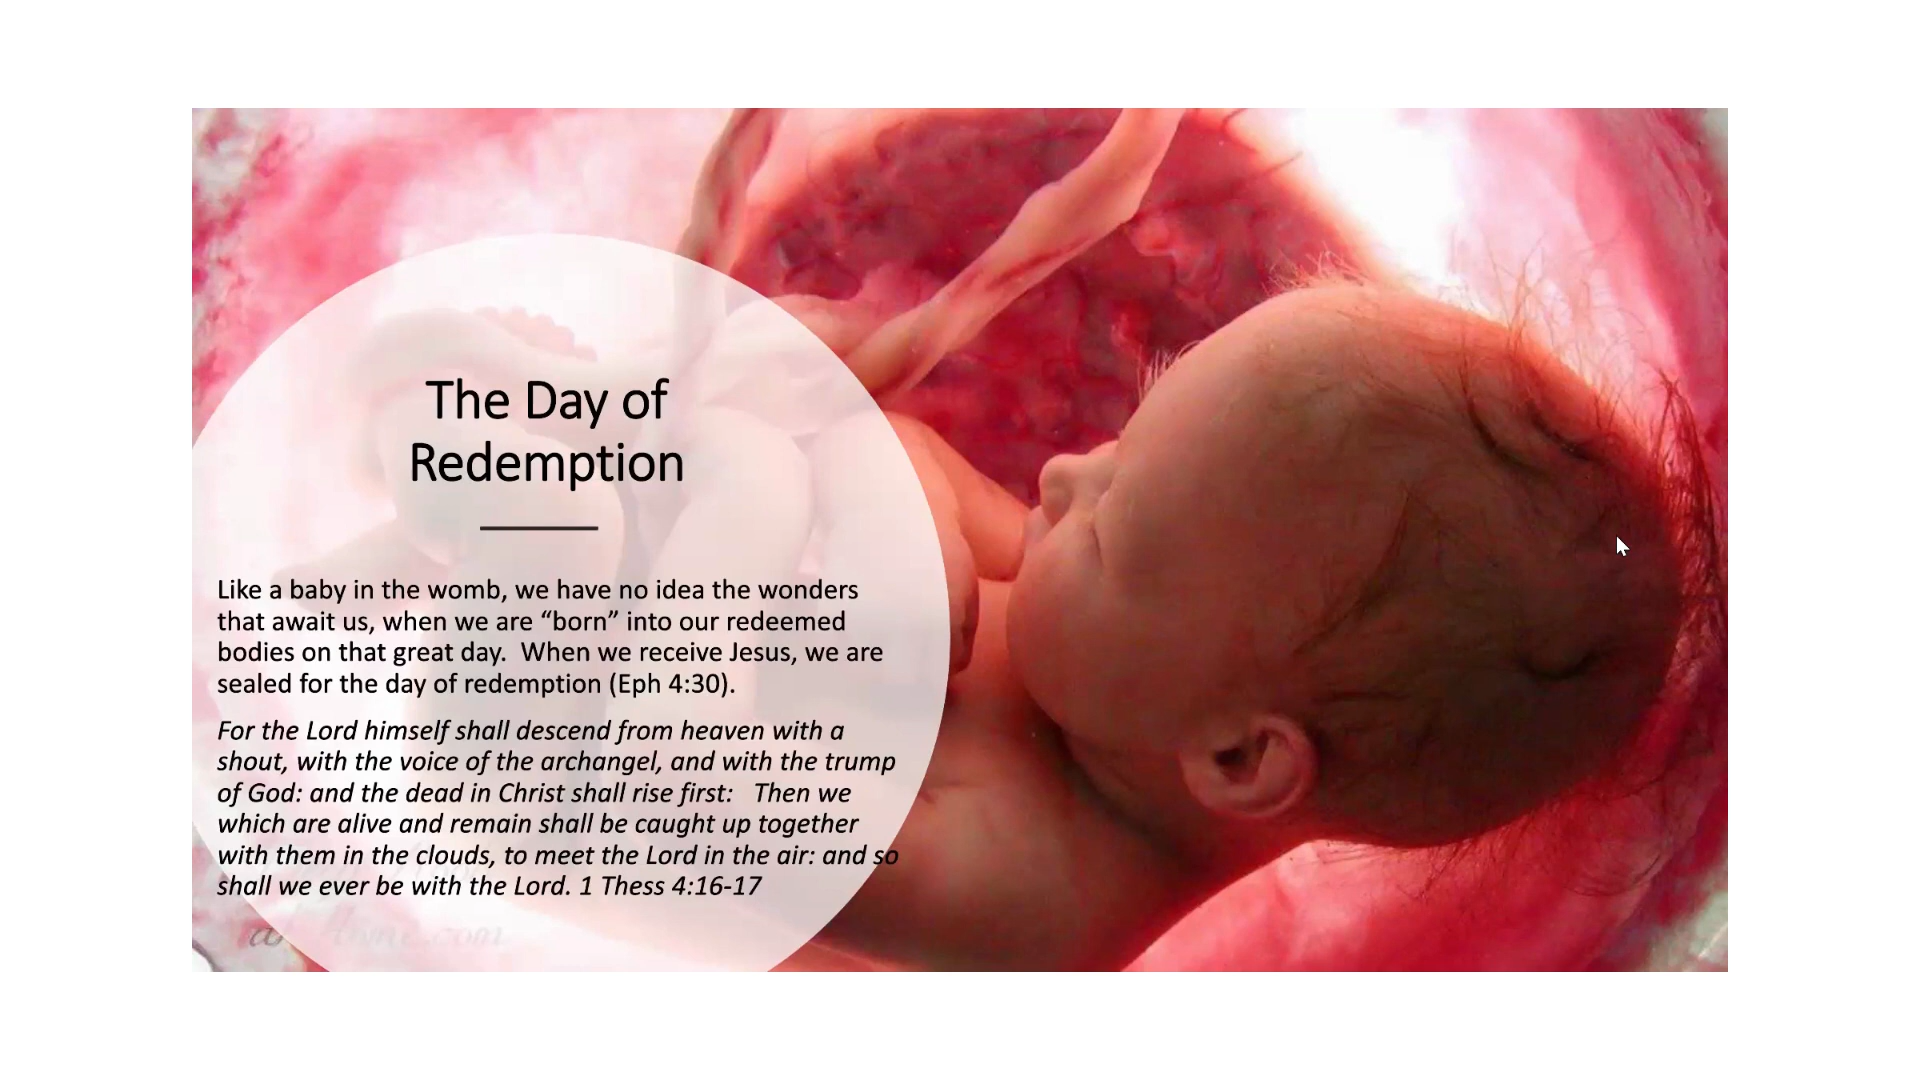 The Day of
Redemption
Like a baby in the womb, we have no idea the wonders
that await us, when we are “born” into our redeemed
bodies on that great day.  When we receive Jesus, we are
sealed for the day of redemption (Eph 4:30).
For the Lord himself shall descend from heaven with a
shout, with the voice of the archangel, and with the trump
of God: and the dead in Christ shall rise first:   Then we
which are alive and remain shall be caught up together
with them in the clouds, to meet the Lord in the air: and so
shall we ever be with the Lord. 1 Thess 4:16-17